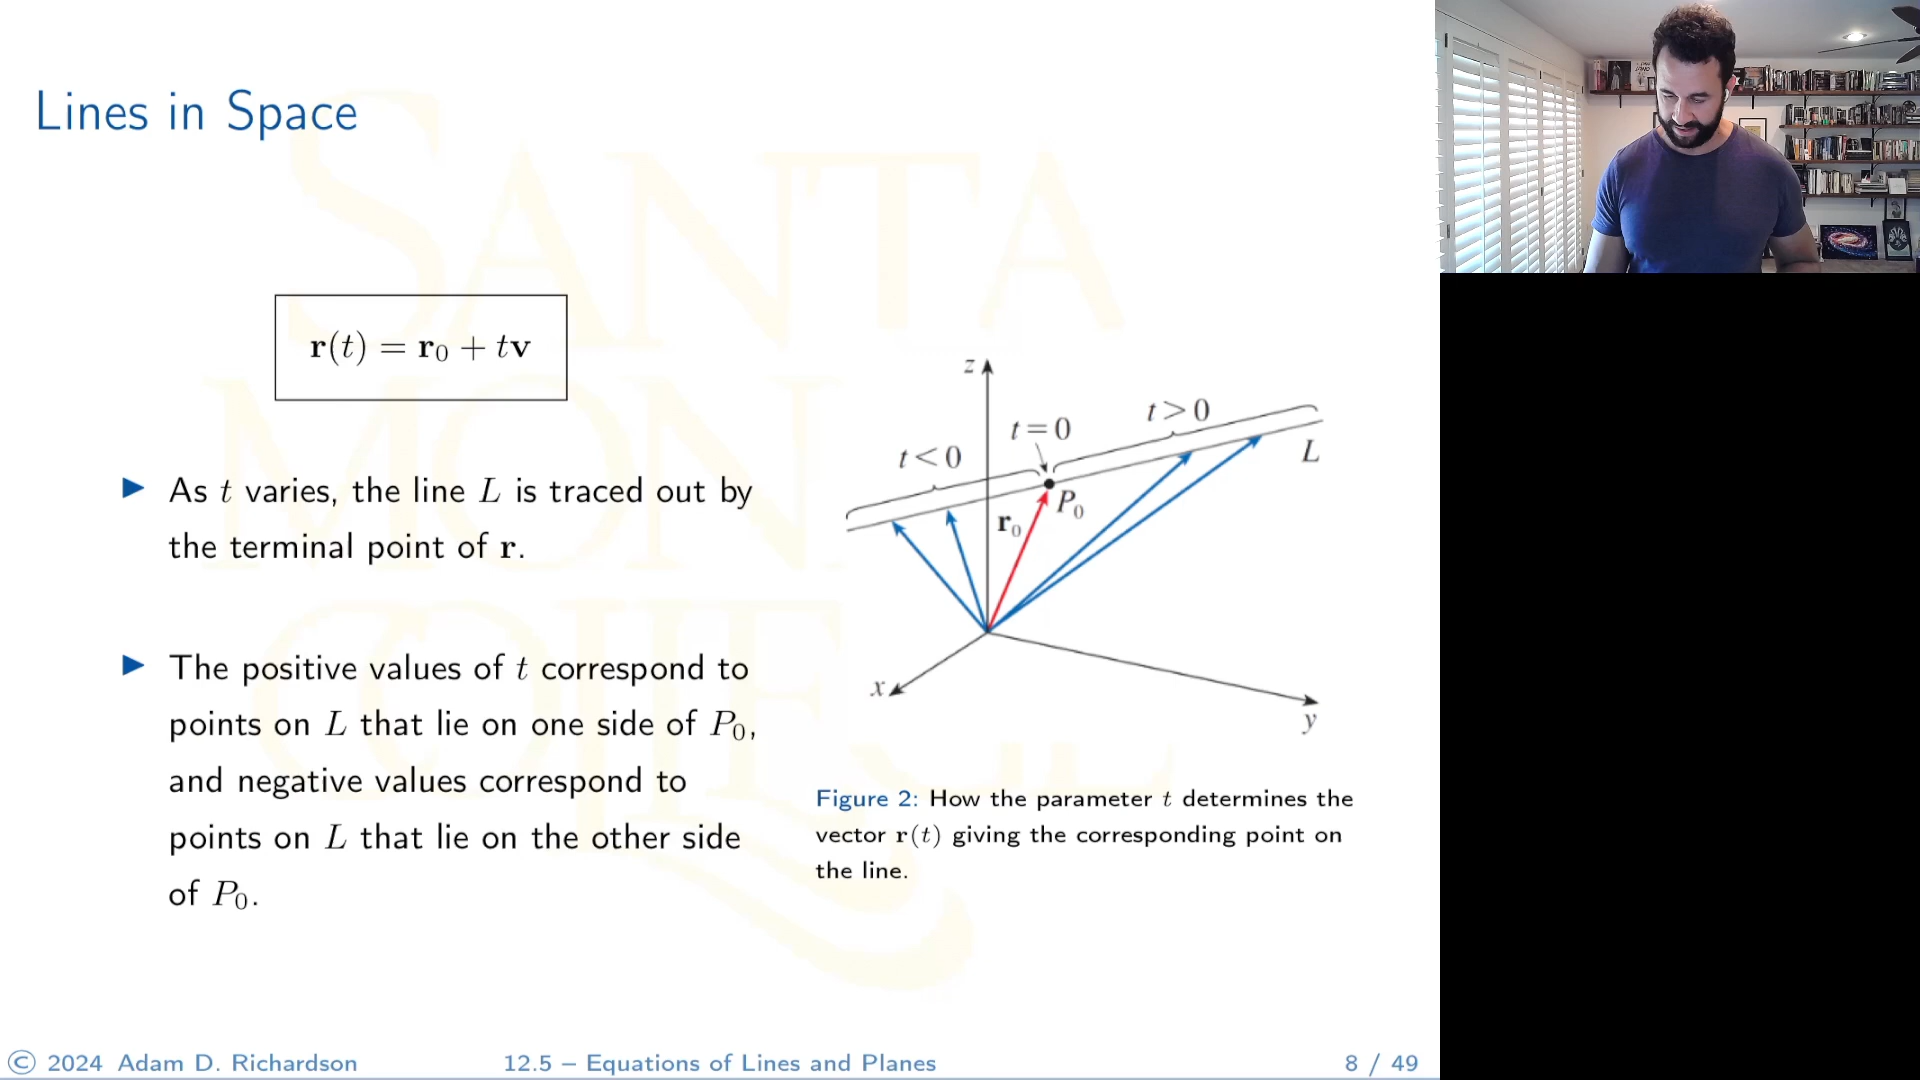 Lines in Space
r(t) = r₀ + tv
▶ As t varies, the line L is traced out by
the terminal point of r.
▶ The positive values of t correspond to
points on L that lie on one side of P₀,
and negative values correspond to
points on L that lie on the other side
of P₀.
z
t<0
t=0
t>0
L
P₀
r₀
x
y
Figure 2: How the parameter t determines the
vector r(t) giving the corresponding point on
the line.
SANTA
MON
COLLE
© 2024 Adam D. Richardson
12.5 – Equations of Lines and Planes
8 / 49